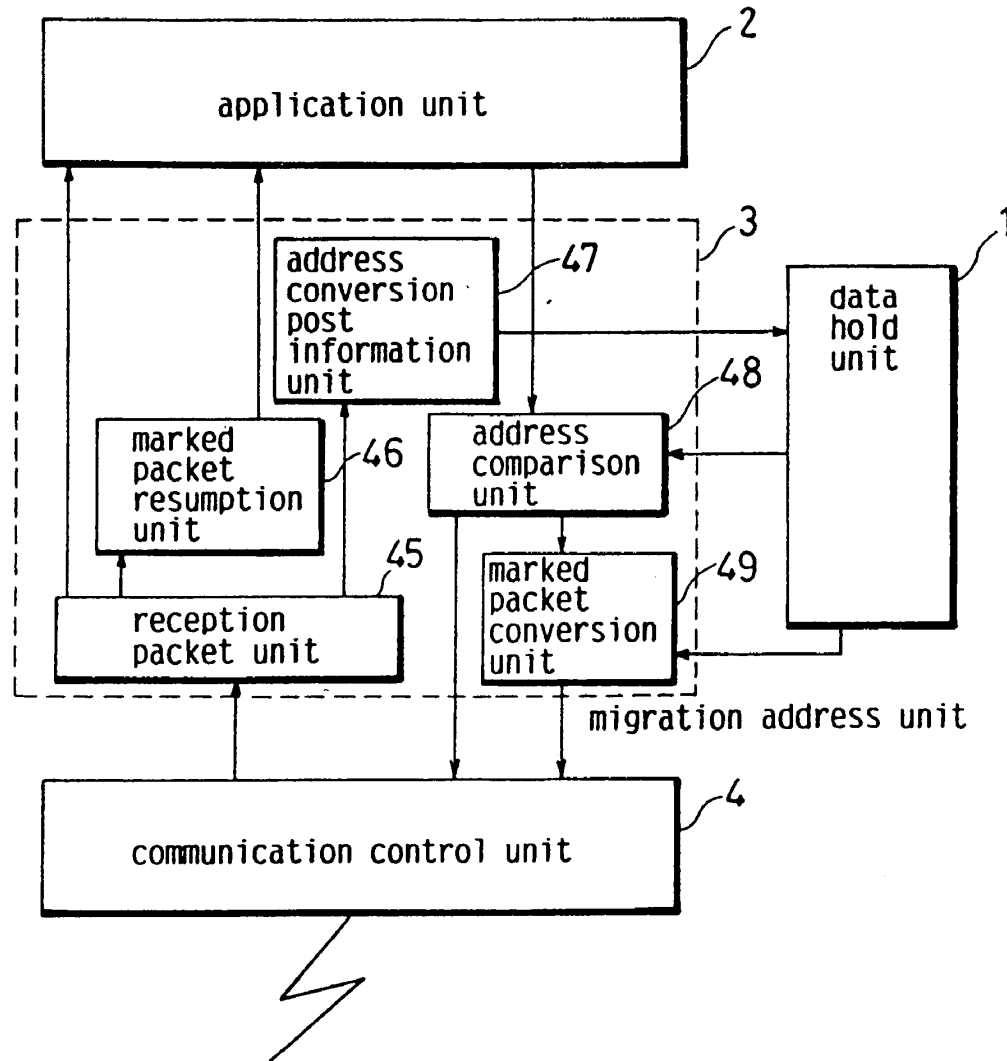 2
application unit
3
1
address
conversion
post
information
unit
47
data
hold
unit
48
address
comparison
unit
marked
packet
resumption
unit
46
45
reception
packet unit
marked
packet
conversion
unit
49
migration address unit
4
communication control unit